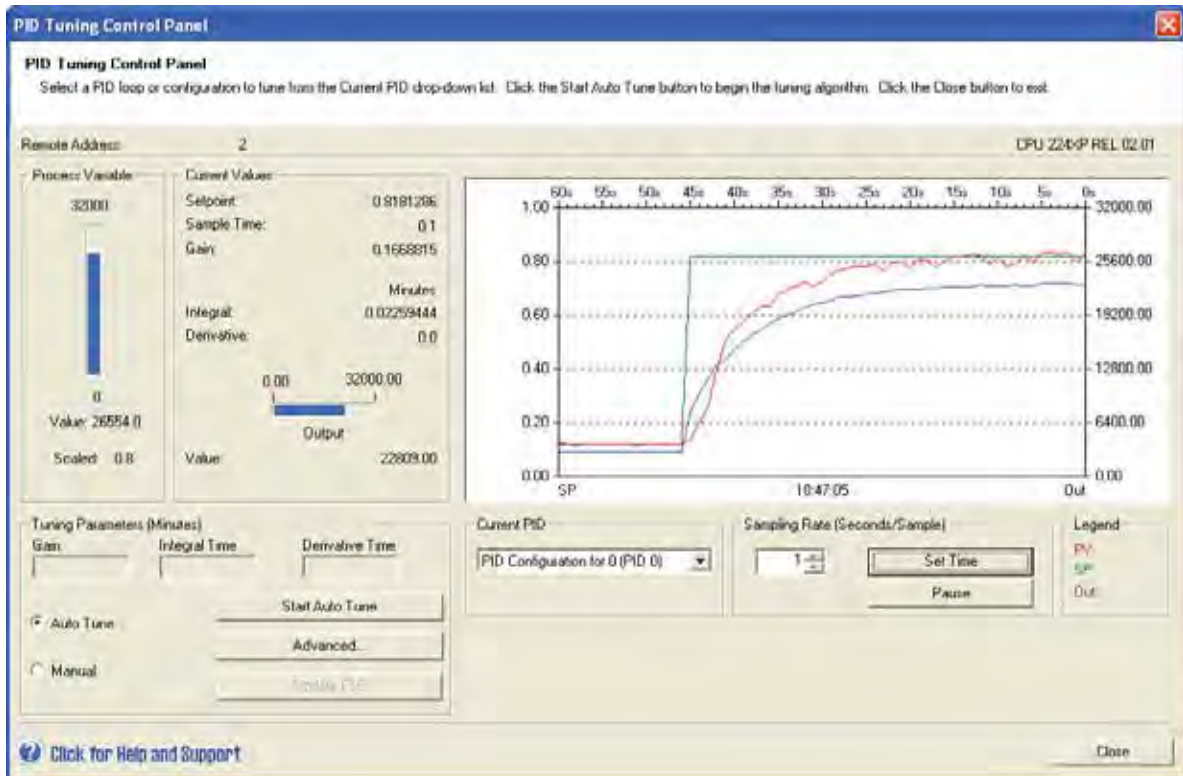 PID Tuning Control Panel
PID Tuning Control Panel
Select a PID loop or configuration to tune from the Current PID drop-down list. Click the Start Auto Tune button to begin the tuning algorithm. Click the Close button to exit.
Remote Address: 2 CPU 224XP REL 02.01
Process Variable
32000
0
Value: 26554.0
Scaled: 0.8
Current Values
Setpoint: 0.8181286
Sample Time: 0.1
Gain: 0.1668815
Minutes
Integral: 0.02259444
Derivative: 0.0
0.00 32000.00
Output
Value: 22809.00
60s 55s 50s 45s 40s 35s 30s 25s 20s 15s 10s 5s 0s
1.00 32000.00
0.80 25600.00
0.60 19200.00
0.40 12800.00
0.20 6400.00
0.00 0.00
SP 10:47:05 Out
Tuning Parameters (Minutes)
Gain Integral Time Derivative Time
Auto Tune
Start Auto Tune
Advanced...
Manual
Current PID
PID Configuration for 0 (PID 0)
Sampling Rate (Seconds/Sample)
1
Set Time
Pause
Legend
PV:
SP:
Out:
Click for Help and Support
Close